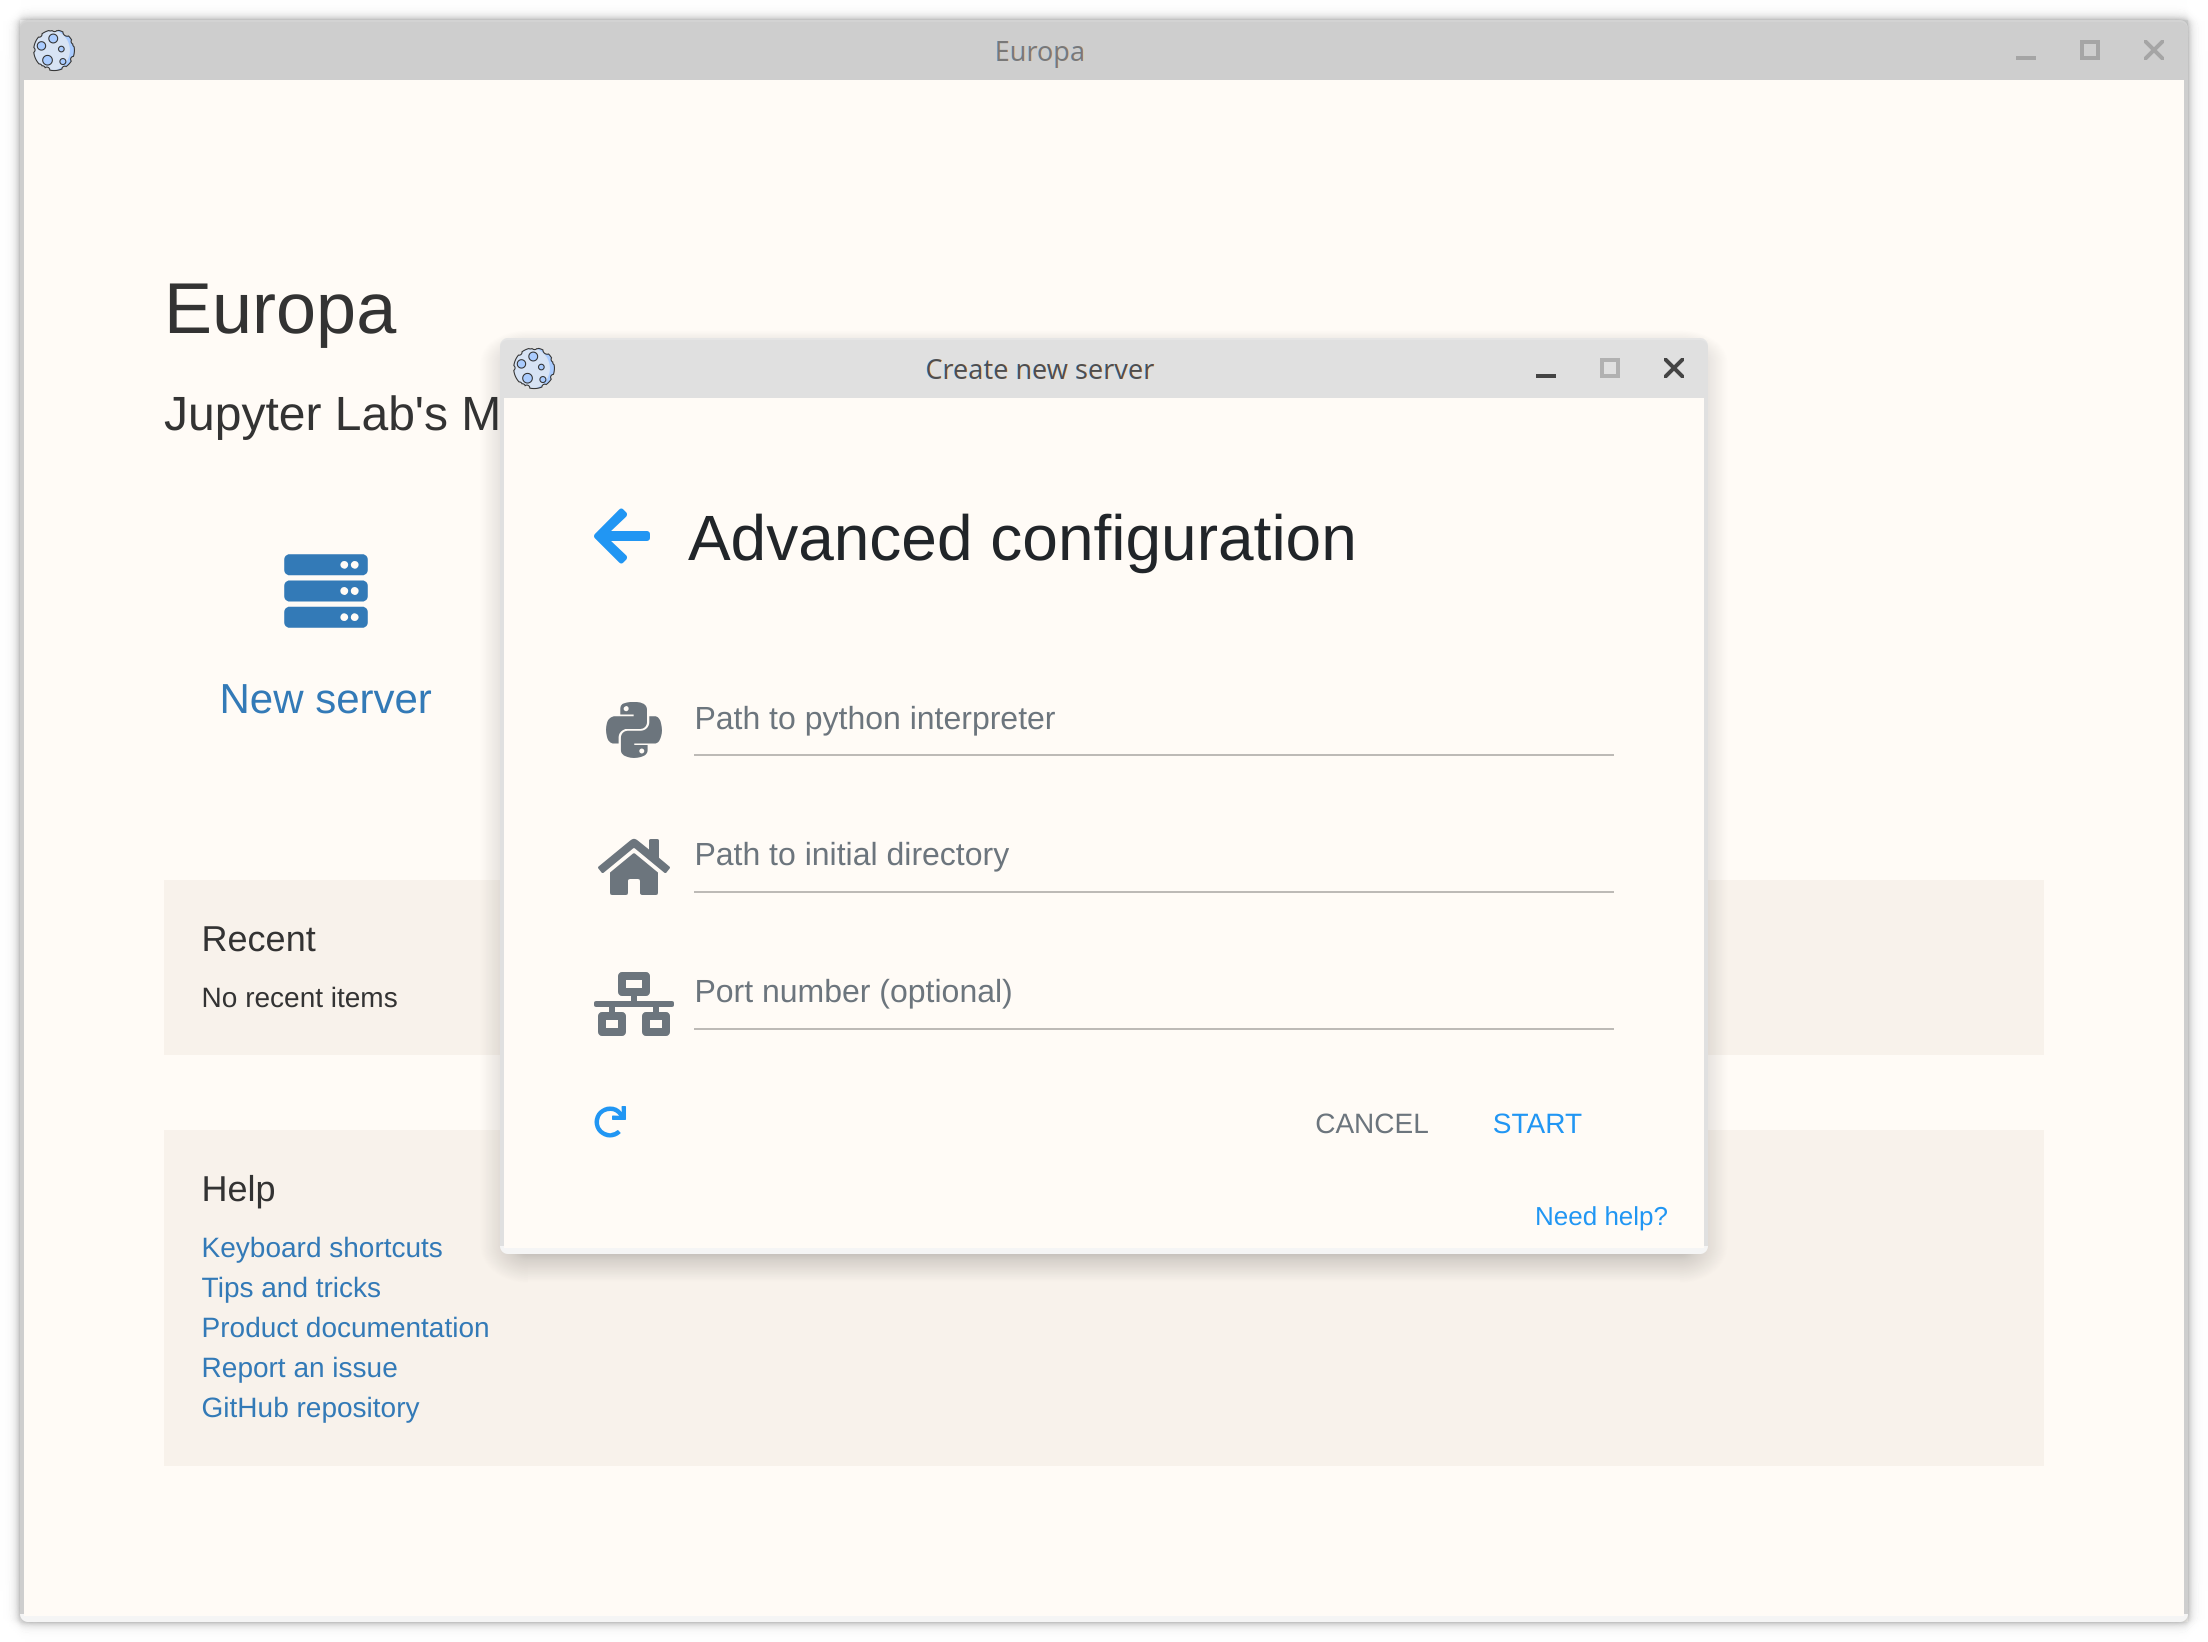 Europa
Europa
Jupyter Lab's M
New server
Recent
No recent items
Help
Keyboard shortcuts
Tips and tricks
Product documentation
Report an issue
GitHub repository
Create new server
Advanced configuration
Path to python interpreter
Path to initial directory
Port number (optional)
CANCEL START
Need help?